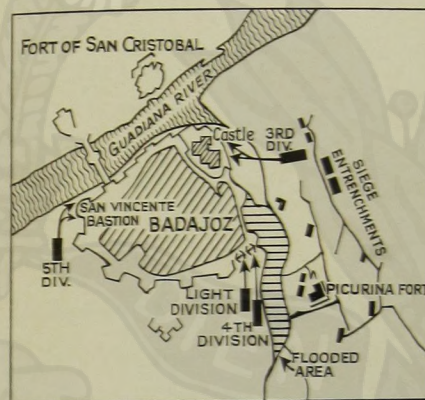 FORT OF SAN CRISTOBAL
GUADIANA RIVER
Castle
3RD
DIV.
SIEGE
ENTRENCHMENTS
SAN VINCENTE
BASTION
BADAJOZ
5TH
DIV.
LIGHT
DIVISION
4TH
DIVISION
PICURINA FORT
FLOODED
AREA